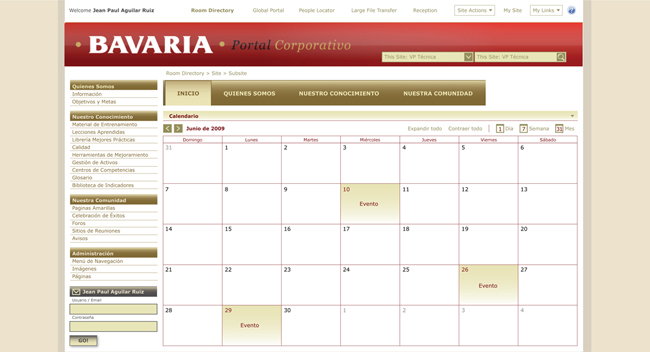 Welcome Jean Paul Aguilar Ruiz Room Directory Global Portal People Locator Large File Transfer Reception Site Actions My Site My Links
BAVARIA Portal Corporativo
This Site: VP Técnica This Site: VP Técnica
Room Directory > Site > Subsite
Quienes Somos
Información
Objetivos y Metas
Nuestro Conocimiento
Material de Entrenamiento
Lecciones Aprendidas
Librería Mejores Prácticas
Calidad
Herramientas de Mejoramiento
Gestión de Activos
Centros de Competencias
Glosario
Biblioteca de Indicadores
Nuestra Comunidad
Paginas Amarillas
Celebración de Éxitos
Foros
Sitios de Reuniones
Avisos
Administración
Menú de Navegación
Imágenes
Páginas
Jean Paul Aguilar Ruiz
Usuario / Email
Contraseña
GO!
INICIO QUIENES SOMOS NUESTRO CONOCIMIENTO NUESTRA COMUNIDAD
Calendario
Junio de 2009 Expandir todo Contraer todo 1 Día 7 Semana 31 Mes
Domingo Lunes Martes Miércoles Jueves Viernes Sábado
31 1 2 3 4 5 6
7 8 9 10 11 12 13
Evento
14 15 16 17 18 19 20
21 22 23 24 25 26 27
Evento
28 29 30 1 2 3 4
Evento